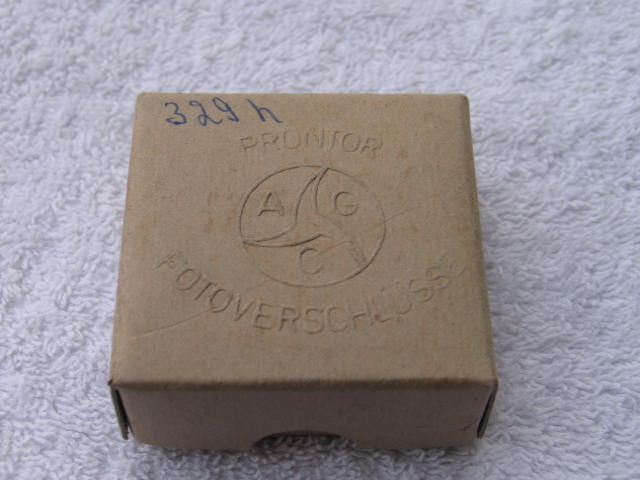 329 h
PRONTOR
A G
C
FOTOVERSCHLÜSSE